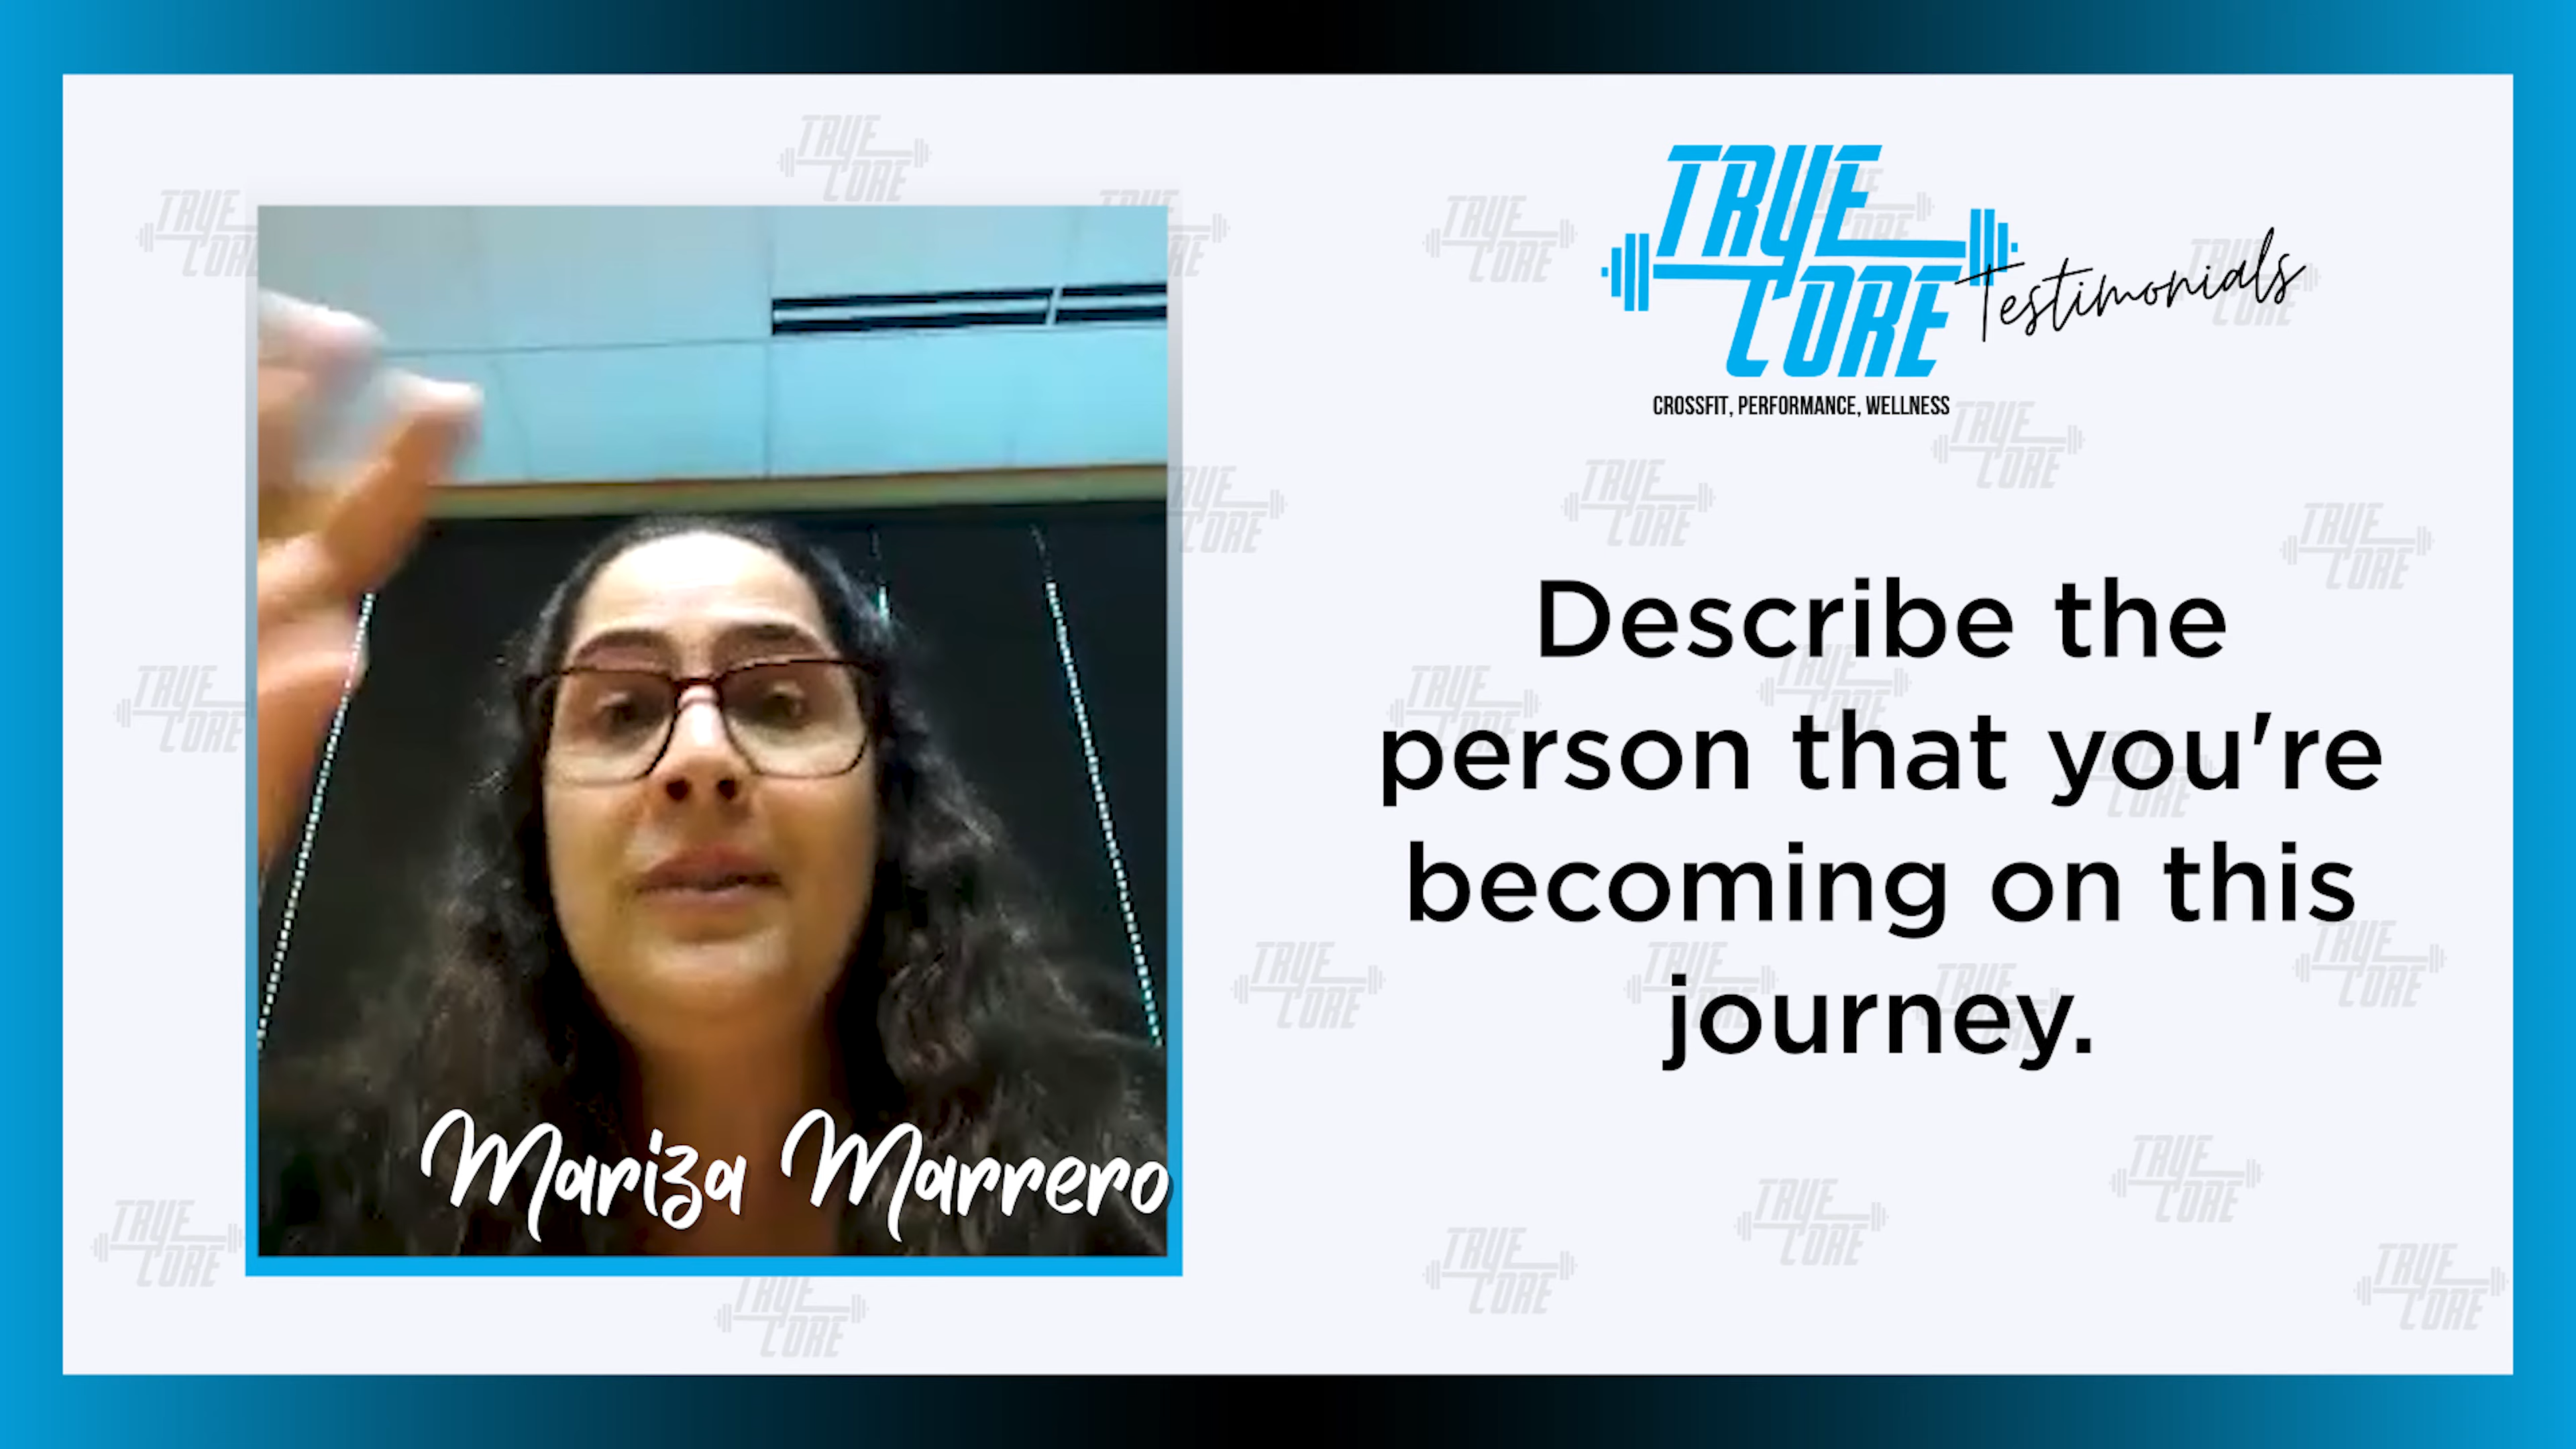 TRUE
CORE
Testimonials
CROSSFIT, PERFORMANCE, WELLNESS
Describe the
person that you're
becoming on this
journey.
Mariza Marrero